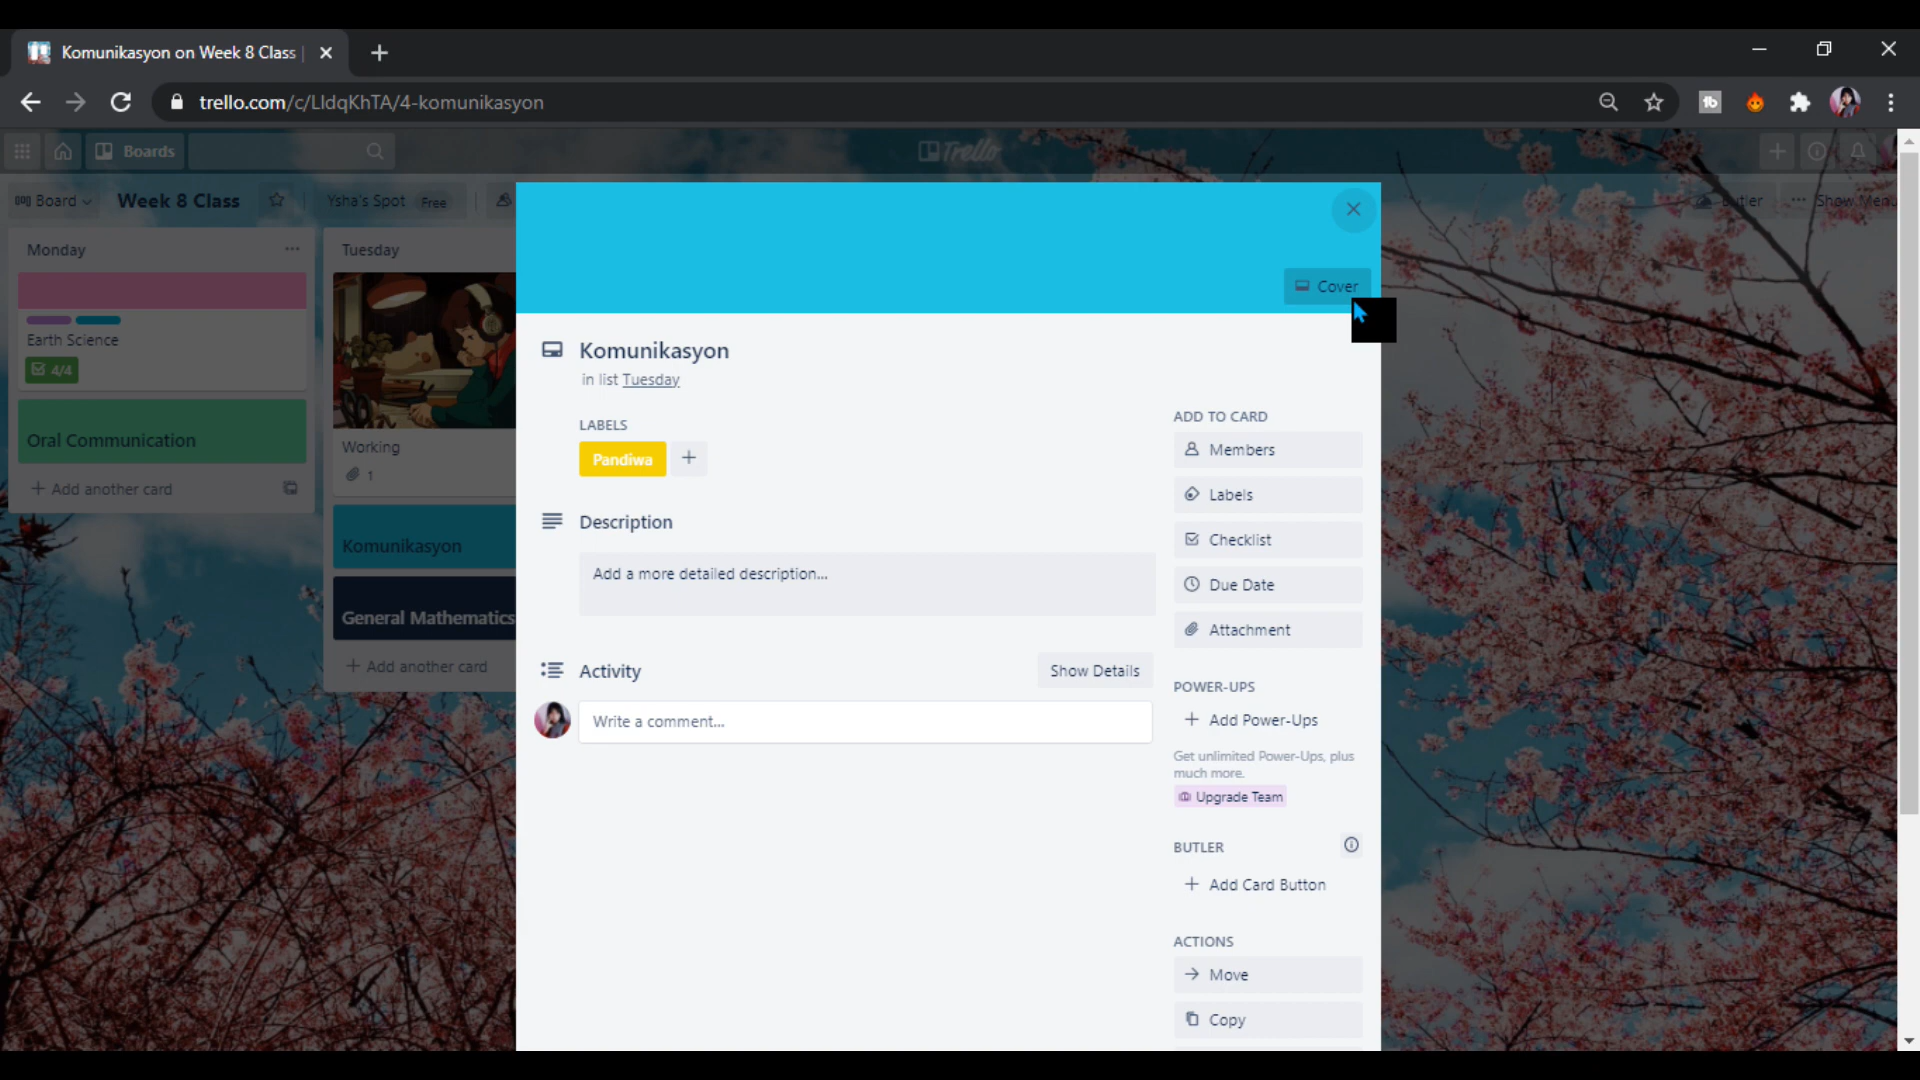 Komunikasyon on Week 8 Class |
trello.com/c/LldqKhTA/4-komunikasyon
Boards
Trello
Board
Week 8 Class
Ysha's Spot Free
Butler
Show Menu
Monday
Earth Science
4/4
Oral Communication
+ Add another card
Tuesday
Working
1
Komunikasyon
General Mathematics
+ Add another card
Cover
Komunikasyon
in list Tuesday
LABELS
Pandiwa
Description
Add a more detailed description...
Activity
Show Details
Write a comment...
ADD TO CARD
Members
Labels
Checklist
Due Date
Attachment
POWER-UPS
+ Add Power-Ups
Get unlimited Power-Ups, plus
much more.
Upgrade Team
BUTLER
+ Add Card Button
ACTIONS
Move
Copy